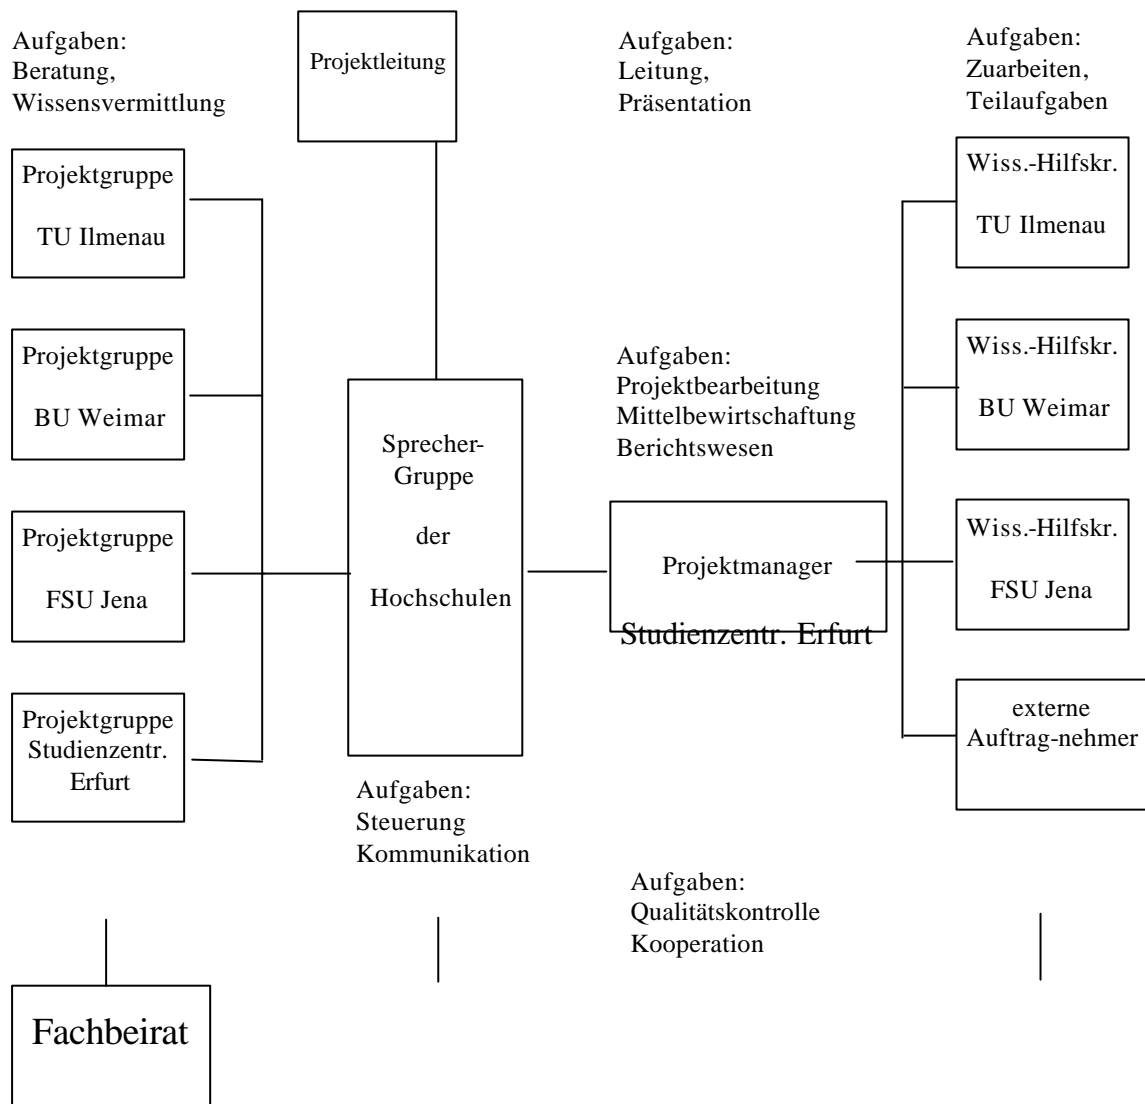 Aufgaben:
Beratung,
Wissensvermittlung
Projektleitung
Aufgaben:
Leitung,
Präsentation
Aufgaben:
Zuarbeiten,
Teilaufgaben
Projektgruppe
TU Ilmenau
Projektgruppe
BU Weimar
Projektgruppe
FSU Jena
Projektgruppe
Studienzentr.
Erfurt
Sprecher-
Gruppe
der
Hochschulen
Aufgaben:
Steuerung
Kommunikation
Aufgaben:
Projektbearbeitung
Mittelbewirtschaftung
Berichtswesen
Projektmanager
Studienzentr. Erfurt
Wiss.-Hilfskr.
TU Ilmenau
Wiss.-Hilfskr.
BU Weimar
Wiss.-Hilfskr.
FSU Jena
externe
Auftrag-nehmer
Aufgaben:
Qualitätskontrolle
Kooperation
Fachbeirat